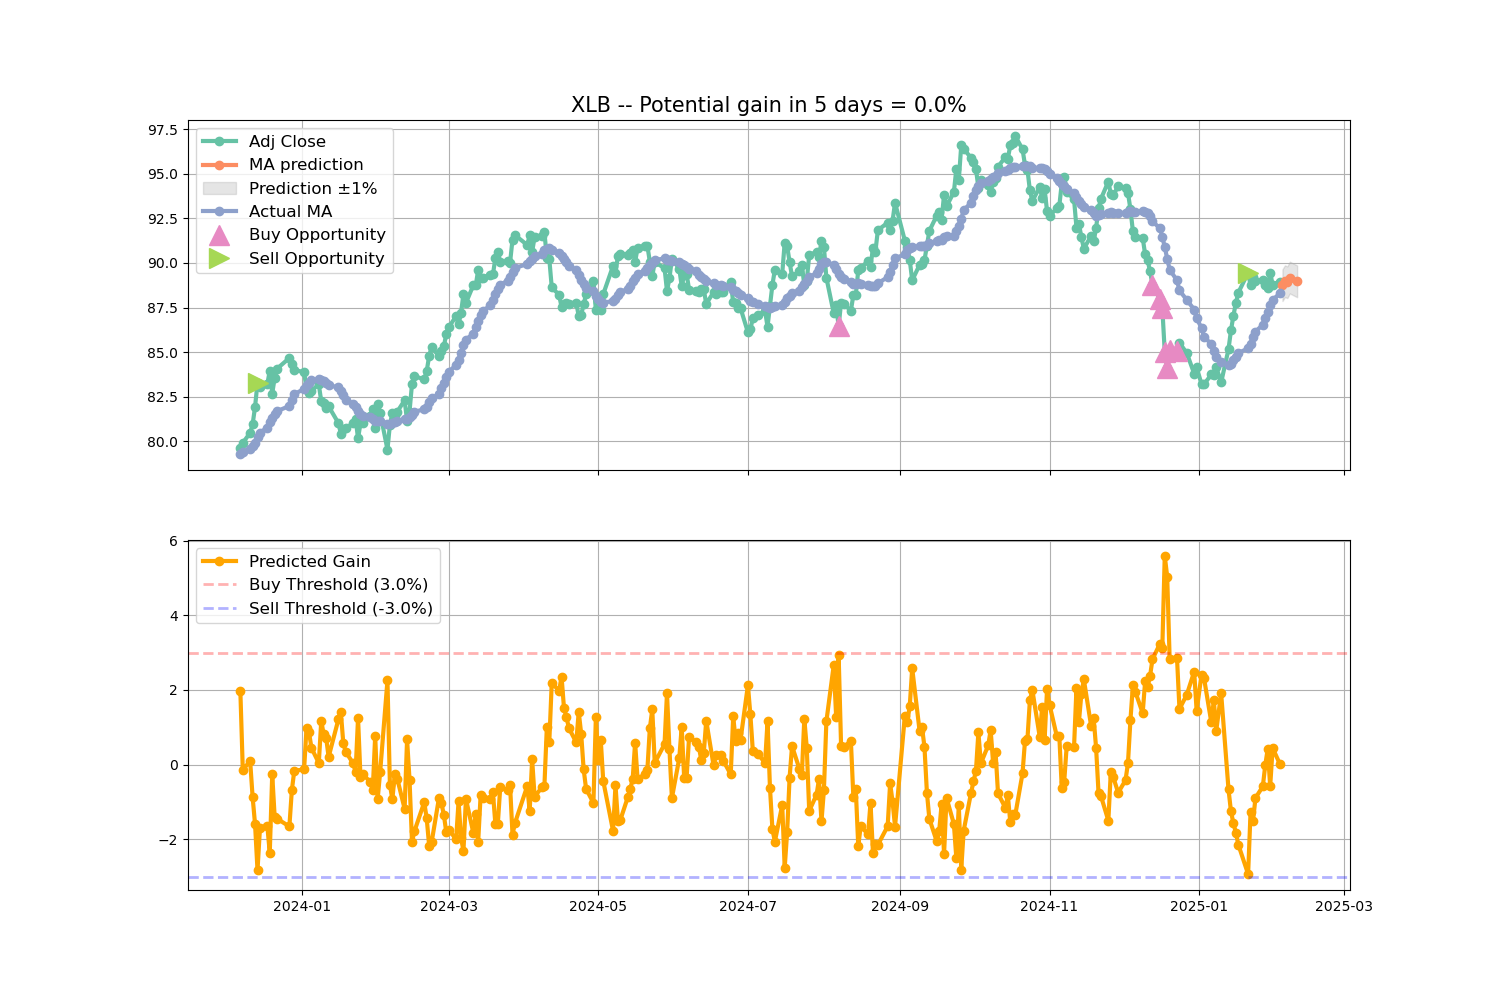 XLB -- Potential gain in 5 days = 0.0%
97.5
95.0
92.5
90.0
87.5
85.0
82.5
80.0
Adj Close
MA prediction
Prediction ±1%
Actual MA
Buy Opportunity
Sell Opportunity
6
4
2
0
−2
Predicted Gain
Buy Threshold (3.0%)
Sell Threshold (-3.0%)
2024-01
2024-03
2024-05
2024-07
2024-09
2024-11
2025-01
2025-03